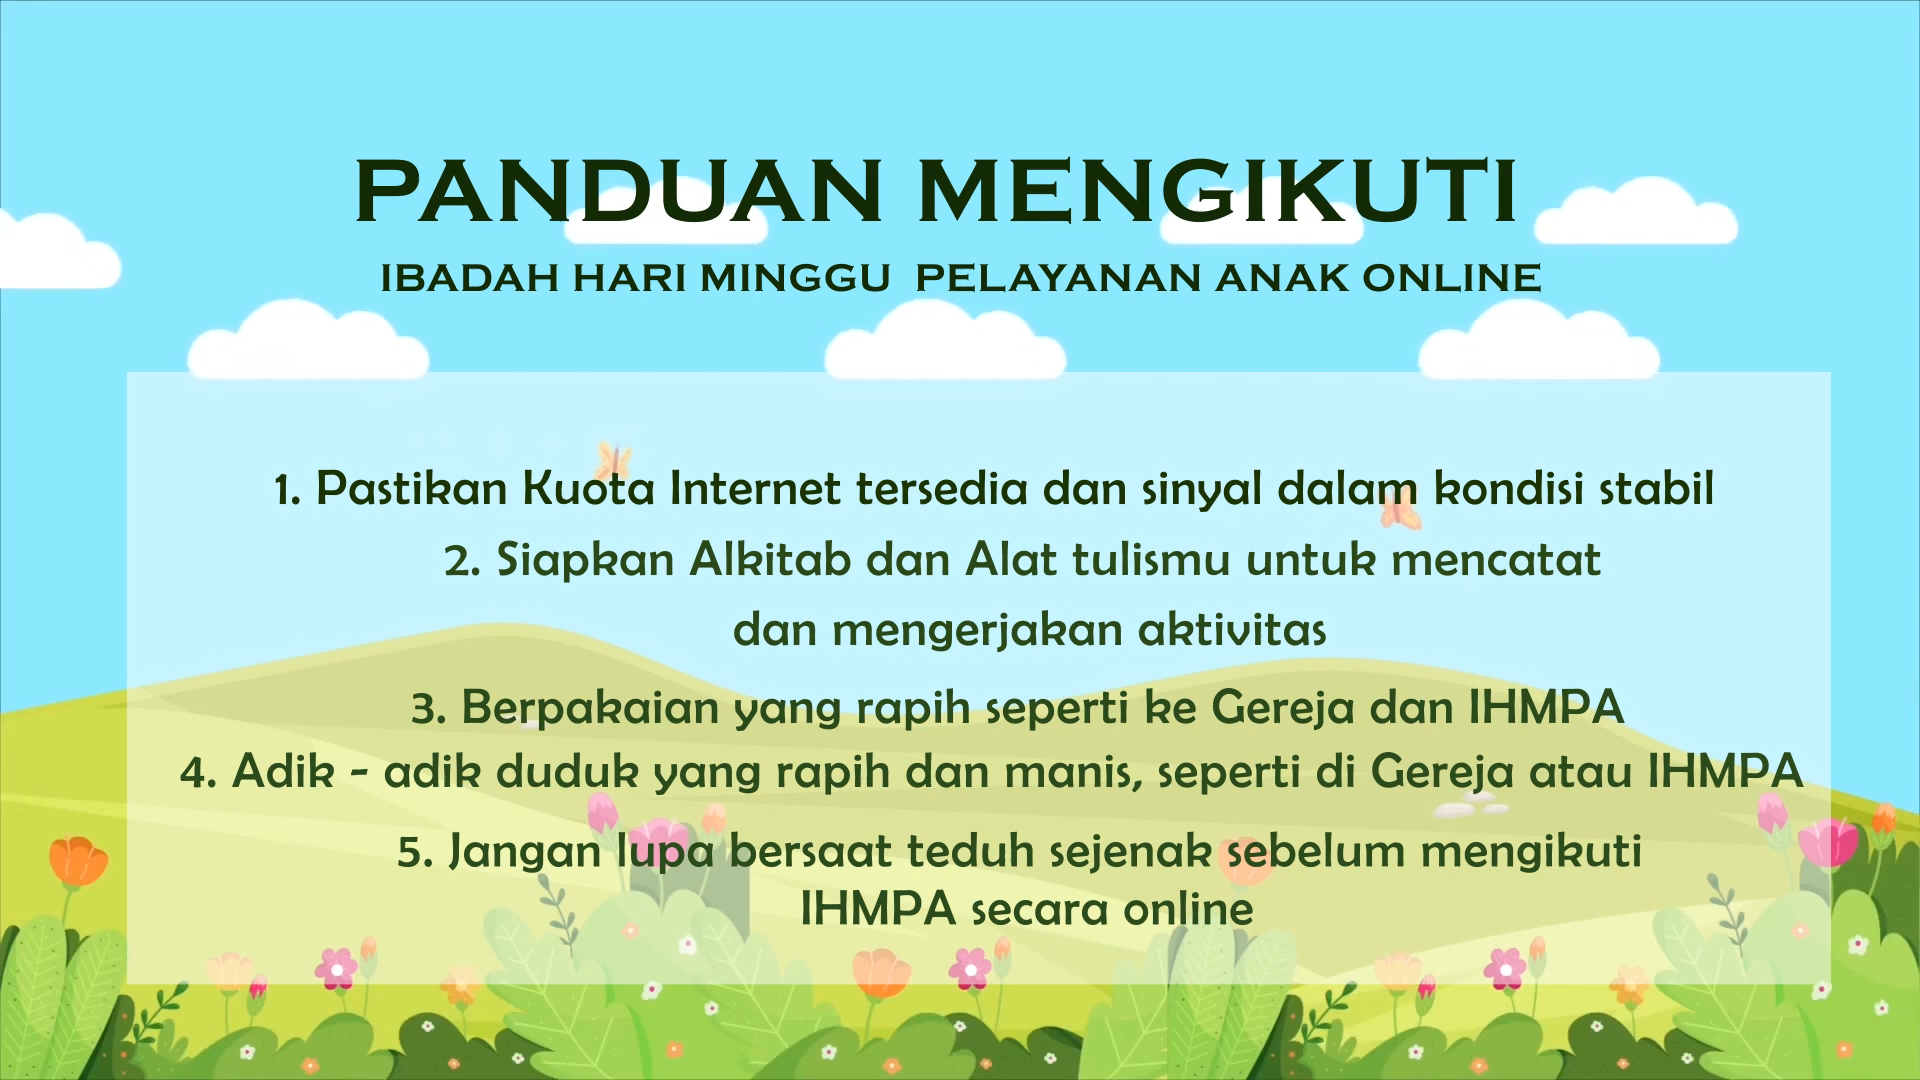 PANDUAN MENGIKUTI
IBADAH HARI MINGGU PELAYANAN ANAK ONLINE
1. Pastikan Kuota Internet tersedia dan sinyal dalam kondisi stabil
2. Siapkan Alkitab dan Alat tulismu untuk mencatat
dan mengerjakan aktivitas
3. Berpakaian yang rapih seperti ke Gereja dan IHMPA
4. Adik - adik duduk yang rapih dan manis, seperti di Gereja atau IHMPA
5. Jangan lupa bersaat teduh sejenak sebelum mengikuti
IHMPA secara online